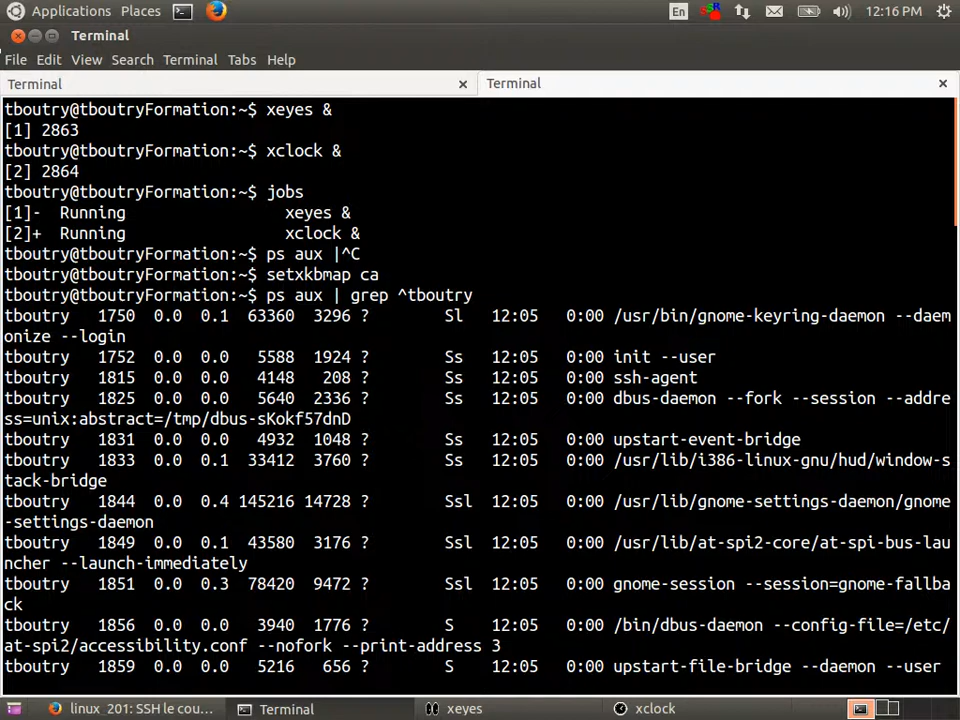 Applications Places En 12:16 PM
Terminal
File Edit View Search Terminal Tabs Help
Terminal × Terminal ×
tboutry@tboutryFormation:~$ xeyes &
[1] 2863
tboutry@tboutryFormation:~$ xclock &
[2] 2864
tboutry@tboutryFormation:~$ jobs
[1]-  Running                 xeyes &
[2]+  Running                 xclock &
tboutry@tboutryFormation:~$ ps aux |^C
tboutry@tboutryFormation:~$ setxkbmap ca
tboutry@tboutryFormation:~$ ps aux | grep ^tboutry
tboutry   1750  0.0  0.1  63360  3296 ?        Sl   12:05   0:00 /usr/bin/gnome-keyring-daemon --daem
onize --login
tboutry   1752  0.0  0.0   5588  1924 ?        Ss   12:05   0:00 init --user
tboutry   1815  0.0  0.0   4148   208 ?        Ss   12:05   0:00 ssh-agent
tboutry   1825  0.0  0.0   5640  2336 ?        Ss   12:05   0:00 dbus-daemon --fork --session --addre
ss=unix:abstract=/tmp/dbus-sKokf57dnD
tboutry   1831  0.0  0.0   4932  1048 ?        Ss   12:05   0:00 upstart-event-bridge
tboutry   1833  0.0  0.1  33412  3760 ?        Ss   12:05   0:00 /usr/lib/i386-linux-gnu/hud/window-s
tack-bridge
tboutry   1844  0.0  0.4 145216 14728 ?        Ssl  12:05   0:00 /usr/lib/gnome-settings-daemon/gnome
-settings-daemon
tboutry   1849  0.0  0.1  43580  3176 ?        Ssl  12:05   0:00 /usr/lib/at-spi2-core/at-spi-bus-lau
ncher --launch-immediately
tboutry   1851  0.0  0.3  78420  9472 ?        Ssl  12:05   0:00 gnome-session --session=gnome-fallba
ck
tboutry   1856  0.0  0.0   3940  1776 ?        S    12:05   0:00 /bin/dbus-daemon --config-file=/etc/
at-spi2/accessibility.conf --nofork --print-address 3
tboutry   1859  0.0  0.0   5216   656 ?        S    12:05   0:00 upstart-file-bridge --daemon --user
linux_201: SSH le cou... Terminal xeyes xclock